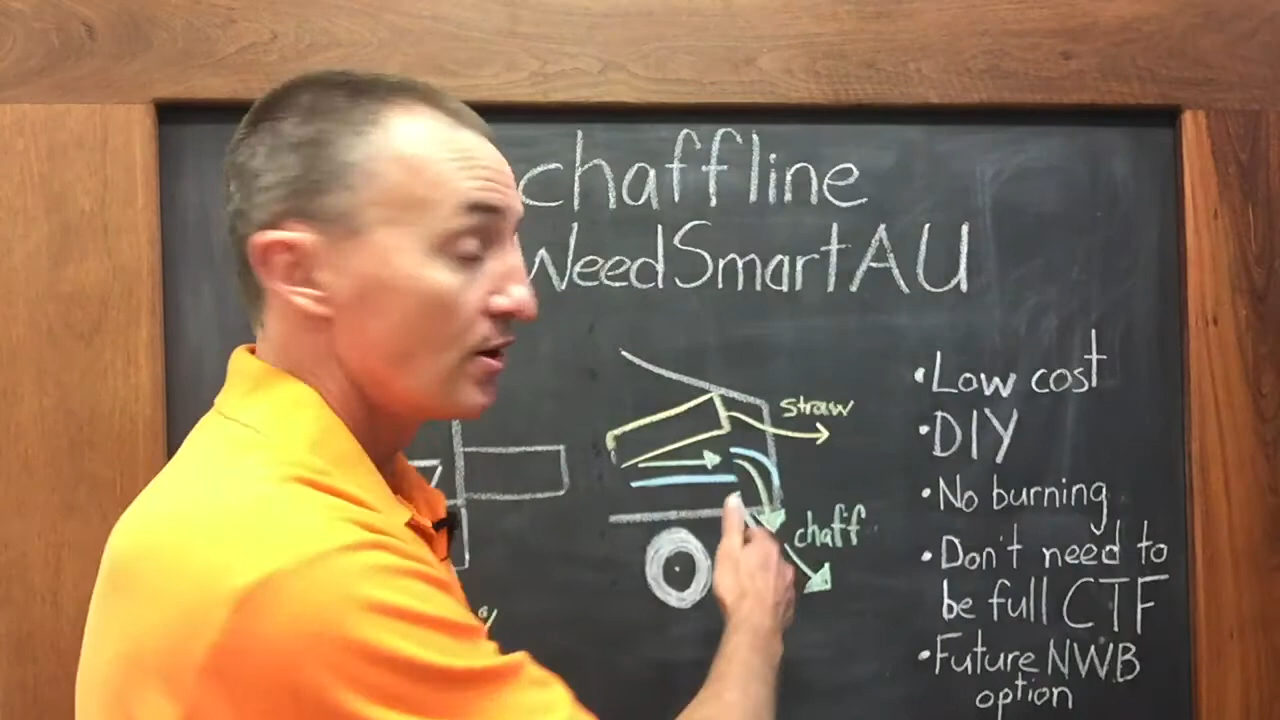 chaffline
WeedSmartAU
straw
chaff
• Low cost
• DIY
• No burning
• Don't need to
be full CTF
• Future NWB
option